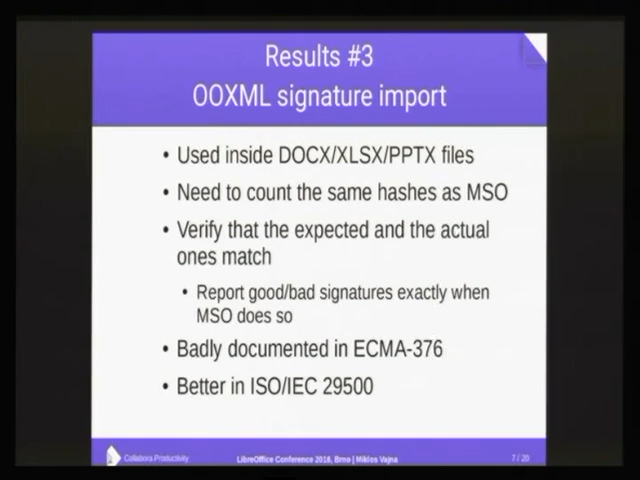 Results #3
OOXML signature import
• Used inside DOCX/XLSX/PPTX files
• Need to count the same hashes as MSO
• Verify that the expected and the actual
ones match
• Report good/bad signatures exactly when
MSO does so
• Badly documented in ECMA-376
• Better in ISO/IEC 29500
Collabora Productivity
LibreOffice Conference 2016, Brno | Miklos Vajna
7 / 20